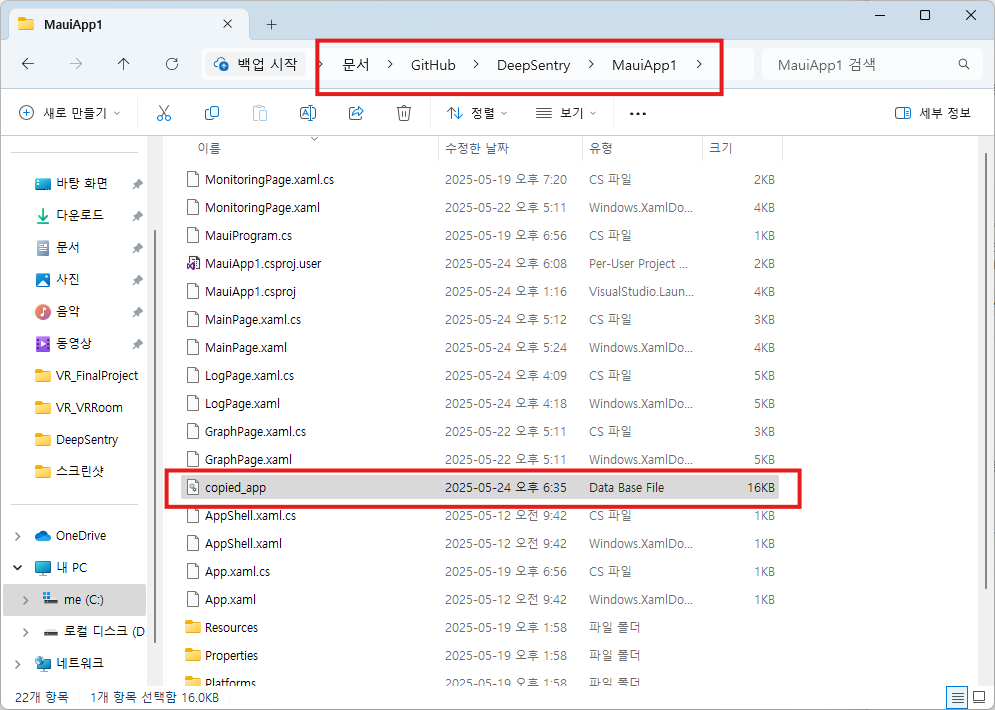 MauiApp1
백업 시작 문서 GitHub DeepSentry MauiApp1 MauiApp1 검색
새로 만들기 정렬 보기 세부 정보
이름 수정한 날짜 유형 크기
바탕 화면
다운로드
문서
사진
음악
동영상
VR_FinalProject
VR_VRRoom
DeepSentry
스크린샷
OneDrive
내 PC
me (C:)
로컬 디스크 (D
네트워크
MonitoringPage.xaml.cs 2025-05-19 오후 7:20 CS 파일 2KB
MonitoringPage.xaml 2025-05-22 오후 5:11 Windows.XamlDo... 4KB
MauiProgram.cs 2025-05-19 오후 6:56 CS 파일 1KB
MauiApp1.csproj.user 2025-05-24 오후 6:08 Per-User Project ... 2KB
MauiApp1.csproj 2025-05-24 오후 1:16 VisualStudio.Laun... 4KB
MainPage.xaml.cs 2025-05-24 오후 5:12 CS 파일 3KB
MainPage.xaml 2025-05-24 오후 5:24 Windows.XamlDo... 4KB
LogPage.xaml.cs 2025-05-24 오후 4:09 CS 파일 5KB
LogPage.xaml 2025-05-24 오후 4:18 Windows.XamlDo... 5KB
GraphPage.xaml.cs 2025-05-22 오후 5:11 CS 파일 3KB
GraphPage.xaml 2025-05-22 오후 5:11 Windows.XamlDo... 5KB
copied_app 2025-05-24 오후 6:35 Data Base File 16KB
AppShell.xaml.cs 2025-05-12 오전 9:42 CS 파일 1KB
AppShell.xaml 2025-05-12 오전 9:42 Windows.XamlDo... 1KB
App.xaml.cs 2025-05-19 오후 6:56 CS 파일 1KB
App.xaml 2025-05-12 오전 9:42 Windows.XamlDo... 1KB
Resources 2025-05-19 오후 1:58 파일 폴더
Properties 2025-05-19 오후 1:58 파일 폴더
Platforms 2025-05-19 오후 1:58 파일 폴더
22개 항목 1개 항목 선택함 16.0KB